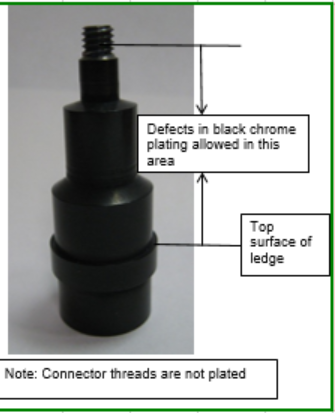 Defects in black chrome
plating allowed in this
area
Top
surface of
ledge
Note: Connector threads are not plated